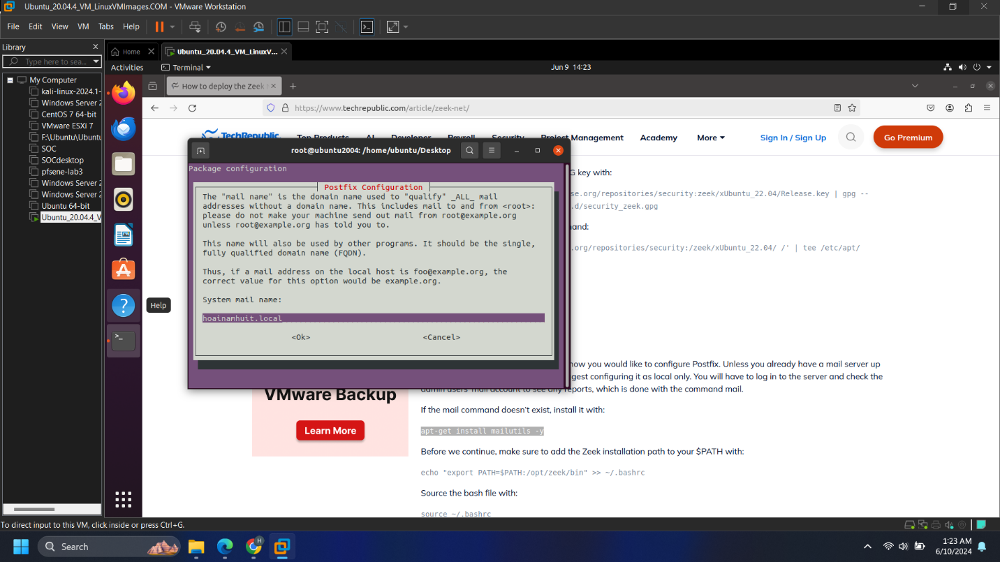 Ubuntu_20.04.4_VM_LinuxVMImages.COM - VMware Workstation
File Edit View VM Tabs Help
Library
Type here to sea...
My Computer
kali-linux-2024.1-
Windows Server 2
CentOS 7 64-bit
VMware ESXi 7
F:\Ubuntu\Ubuntu
SOC
SOCdesktop
pfsene-lab3
Windows Server 2
Windows Server 2
Ubuntu 64-bit
Ubuntu_20.04.4_V
Home
Ubuntu_20.04.4_VM_LinuxV...
Activities Terminal Jun 9 14:23
How to deploy the Zeek
https://www.techrepublic.com/article/zeek-net/
TechRepublic. Top Products AI Developer Payroll Security Project Management Academy More Sign In / Sign Up Go Premium
root@ubuntu2004: /home/ubuntu/Desktop
Package configuration
Postfix Configuration
The "mail name" is the domain name used to "qualify" _ALL_ mail
addresses without a domain name. This includes mail to and from <root>:
please do not make your machine send out mail from root@example.org
unless root@example.org has told you to.
This name will also be used by other programs. It should be the single,
fully qualified domain name (FQDN).
Thus, if a mail address on the local host is foo@example.org, the
correct value for this option would be example.org.
System mail name:
hoainamhuit.local
<Ok> <Cancel>
Help
G key with:
se.org/repositories/security:zeek/xUbuntu_22.04/Release.key | gpg --
.d/security_zeek.gpg
and:
.org/repositories/security:/zeek/xUbuntu_22.04/ /' | tee /etc/apt/
how you would like to configure Postfix. Unless you already have a mail server up
gest configuring it as local only. You will have to log in to the server and check the
admin users' mail account to see any reports, which is done with the command mail.
If the mail command doesn't exist, install it with:
apt-get install mailutils -y
Before we continue, make sure to add the Zeek installation path to your $PATH with:
echo "export PATH=$PATH:/opt/zeek/bin" >> ~/.bashrc
Source the bash file with:
source ~/.bashrc
VMware Backup
Learn More
To direct input to this VM, click inside or press Ctrl+G.
Search
H
1:23 AM
6/10/2024